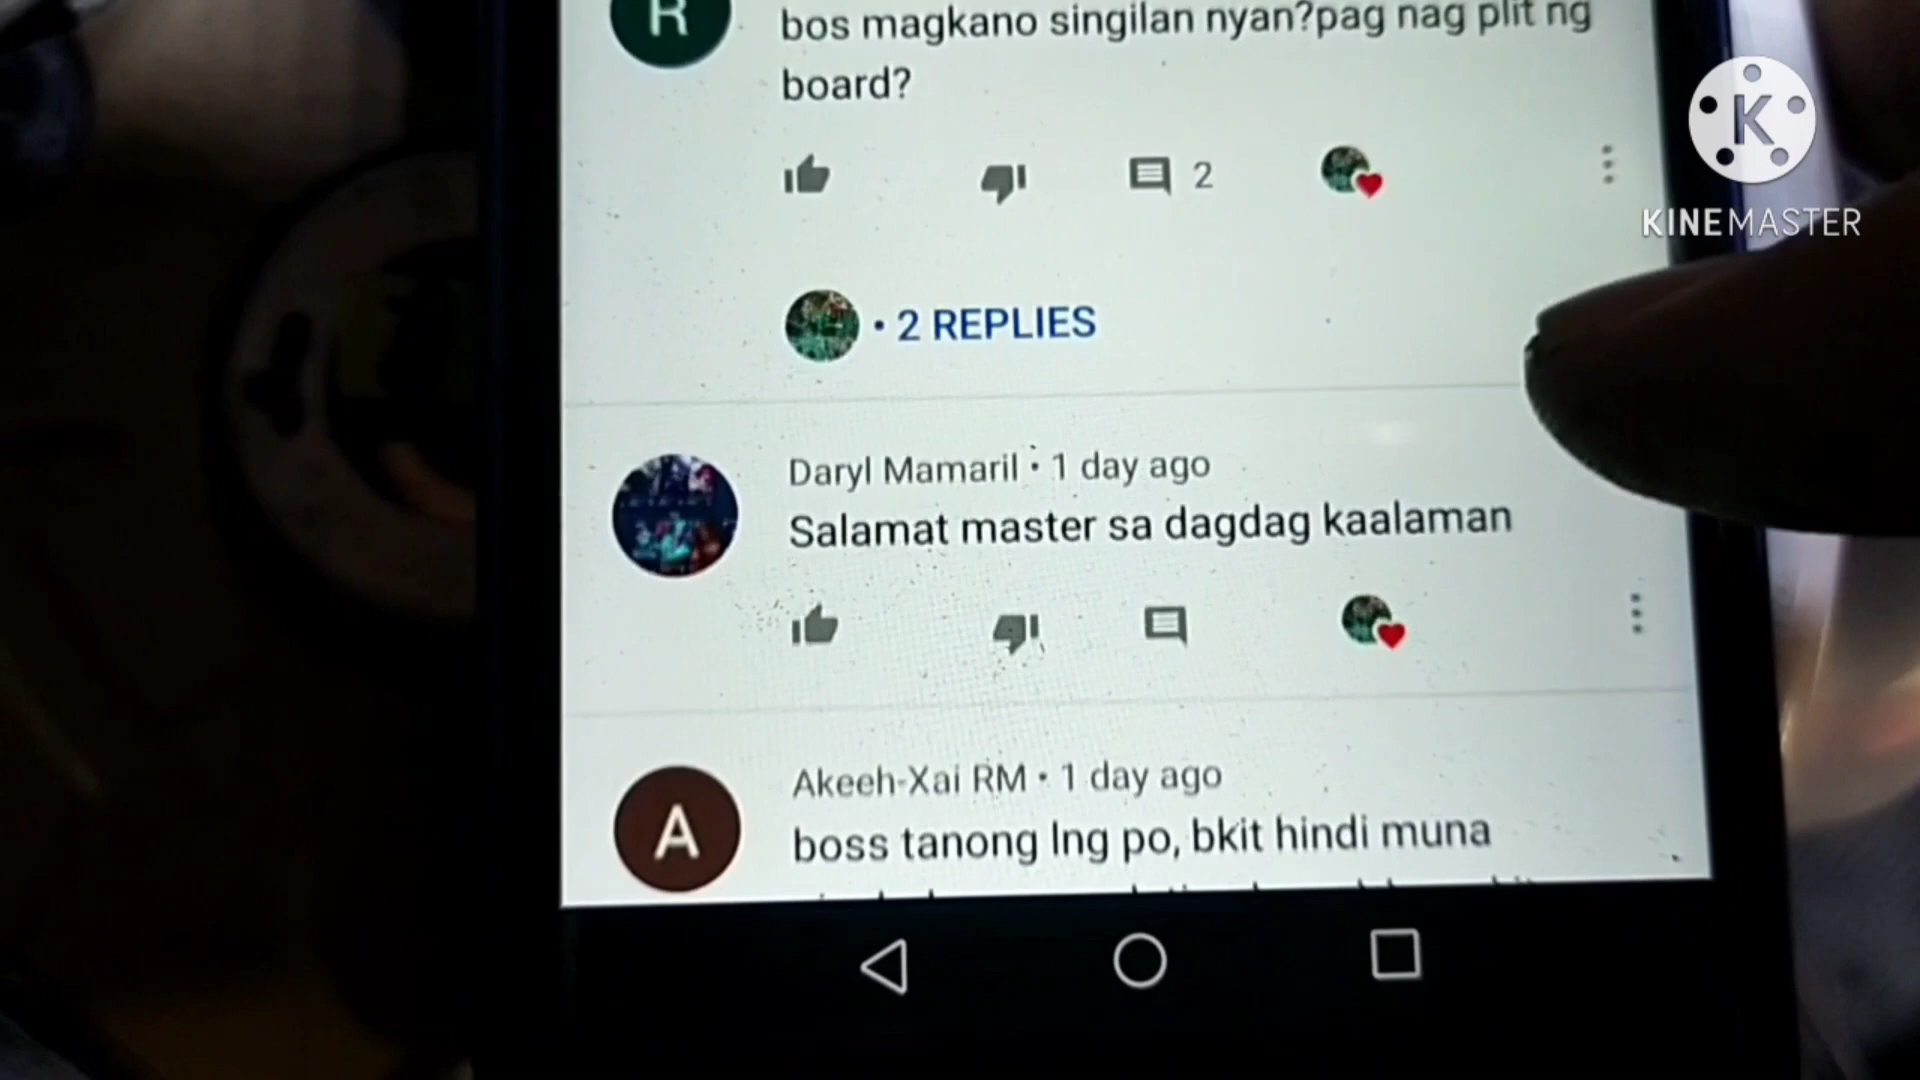 R
bos magkano singilan nyan?pag nag plit ng
board?
2
• 2 REPLIES
Daryl Mamaril • 1 day ago
Salamat master sa dagdag kaalaman
Akeeh-Xai RM • 1 day ago
A
boss tanong lng po, bkit hindi muna
K
KINEMASTER